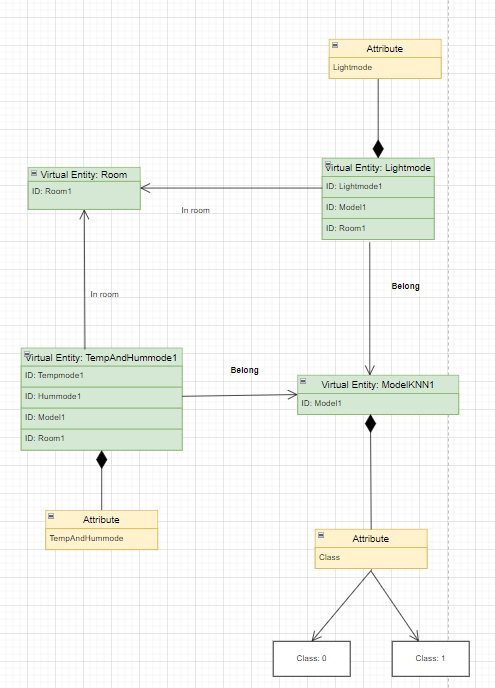 Attribute
Lightmode
Virtual Entity: Room
ID: Room1
Virtual Entity: Lightmode
ID: Lightmode1
ID: Model1
ID: Room1
In room
Belong
In room
Virtual Entity: TempAndHummode1
ID: Tempmode1
ID: Hummode1
ID: Model1
ID: Room1
Belong
Virtual Entity: ModelKNN1
ID: Model1
Attribute
TempAndHummode
Attribute
Class
Class: 0
Class: 1